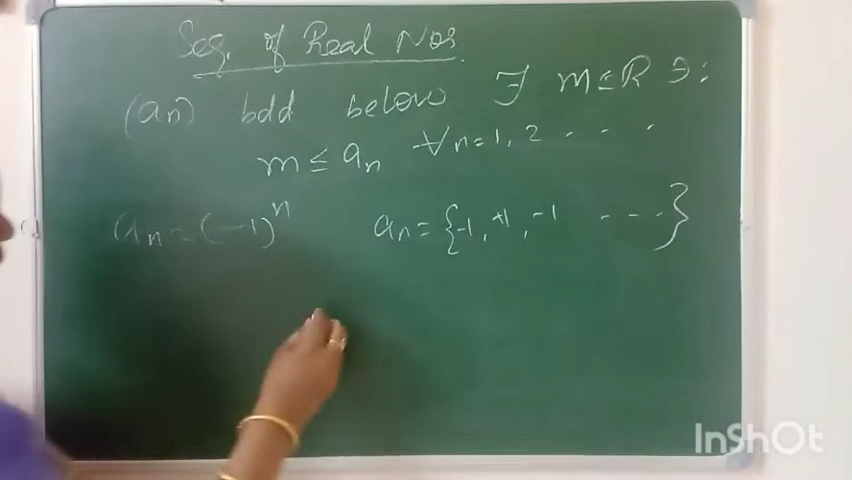 Seq. of Real Nos.
(an) bdd below ∃ m ≤ R ∋:
m ≤ an ∀n=1, 2 . . .
an = (-1)^n an = {-1, +1, -1 - - - .}
InShOt